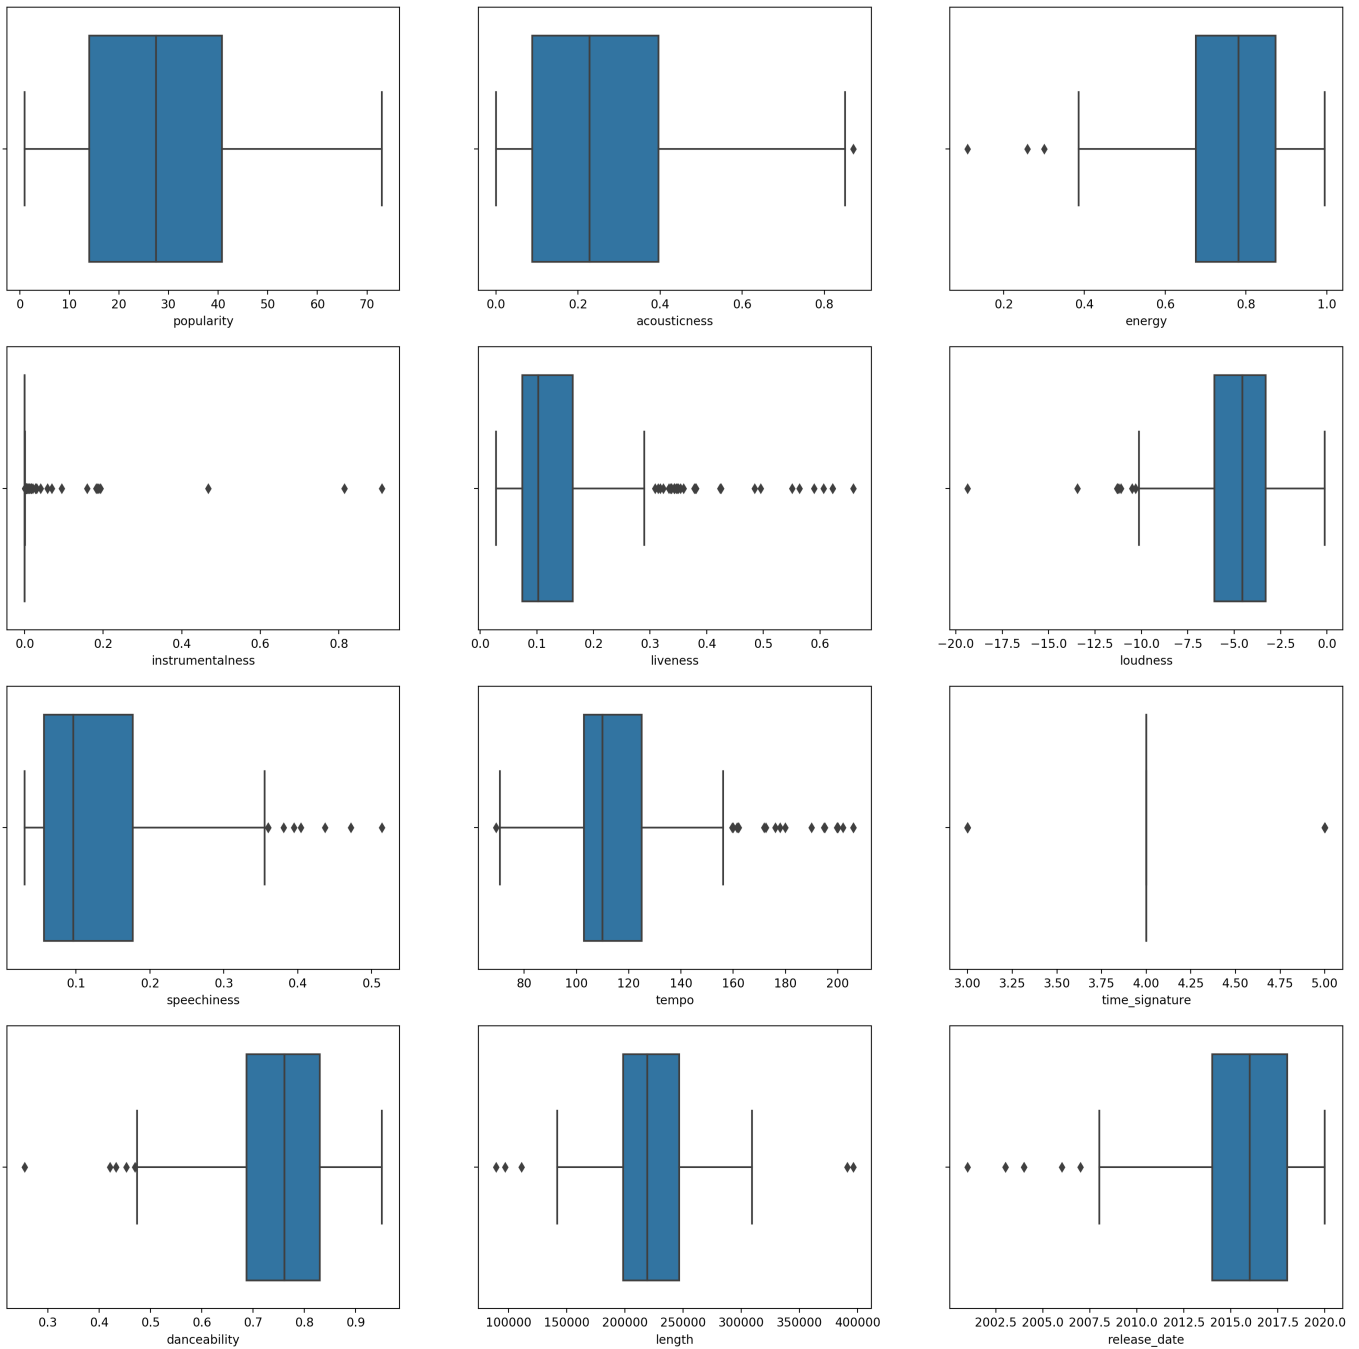 0 10 20 30 40 50 60 70
popularity
0.0 0.2 0.4 0.6 0.8
acousticness
0.2 0.4 0.6 0.8 1.0
energy
0.0 0.2 0.4 0.6 0.8
instrumentalness
0.0 0.1 0.2 0.3 0.4 0.5 0.6
liveness
−20.0 −17.5 −15.0 −12.5 −10.0 −7.5 −5.0 −2.5 0.0
loudness
0.1 0.2 0.3 0.4 0.5
speechiness
80 100 120 140 160 180 200
tempo
3.00 3.25 3.50 3.75 4.00 4.25 4.50 4.75 5.00
time_signature
0.3 0.4 0.5 0.6 0.7 0.8 0.9
danceability
100000 150000 200000 250000 300000 350000 400000
length
2002.5 2005.0 2007.5 2010.0 2012.5 2015.0 2017.5 2020.0
release_date